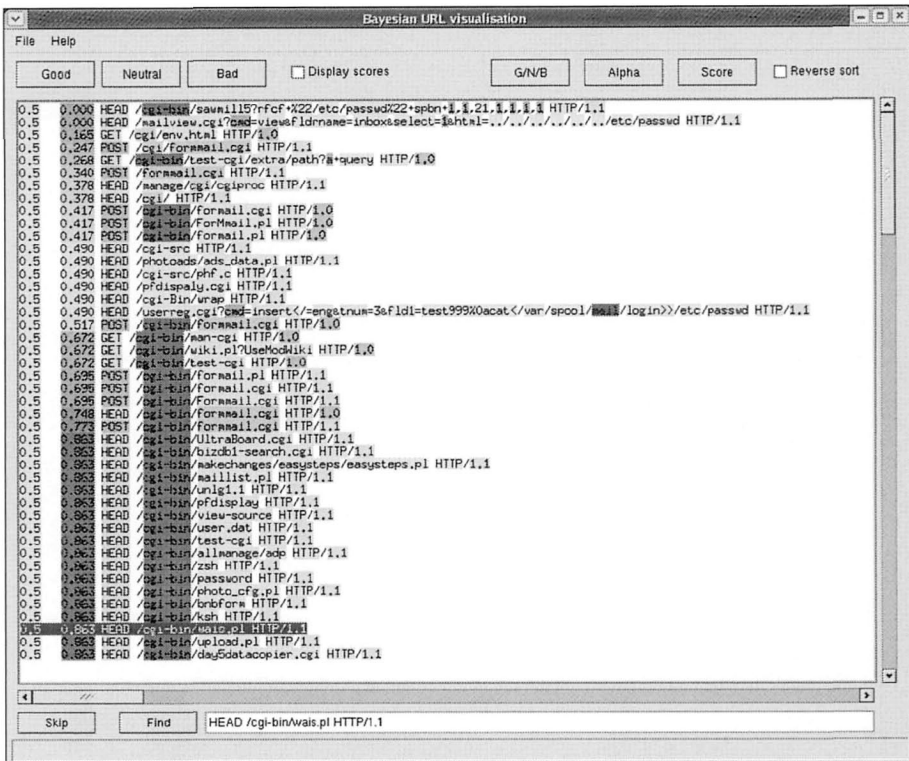 Bayesian URL visualisation
File Help
Good Neutral Bad Display scores G/N/B Alpha Score Reverse sort
0.5 0.000 HEAD /cgi-bin/sawmill5?rfcf+%22/etc/passwd%22+spbn+1,1,21,1,1,1,1 HTTP/1.1
0.5 0.000 HEAD /mailview.cgi?cmd=view&fldrname=inbox&select=1&html=../../../../../../etc/passwd HTTP/1.1
0.5 0.165 GET /cgi/env.html HTTP/1.0
0.5 0.247 POST /cgi/formmail.cgi HTTP/1.1
0.5 0.268 GET /cgi-bin/test-cgi/extra/path?a+query HTTP/1.0
0.5 0.340 POST /formmail.cgi HTTP/1.1
0.5 0.378 HEAD /manage/cgi/cgiproc HTTP/1.1
0.5 0.378 HEAD /cgi/ HTTP/1.1
0.5 0.417 POST /cgi-bin/formail.cgi HTTP/1.0
0.5 0.417 POST /cgi-bin/ForMmail.pl HTTP/1.0
0.5 0.417 POST /cgi-bin/formail.pl HTTP/1.0
0.5 0.490 HEAD /cgi-src HTTP/1.1
0.5 0.490 HEAD /photoads/ads_data.pl HTTP/1.1
0.5 0.490 HEAD /cgi-src/phf.c HTTP/1.1
0.5 0.490 HEAD /pfdispaly.cgi HTTP/1.1
0.5 0.490 HEAD /cgi-Bin/wrap HTTP/1.1
0.5 0.490 HEAD /userreg.cgi?cmd=insert</=eng&tnum=3&fld1=test999%0acat</var/spool/mail/login>>/etc/passwd HTTP/1.1
0.5 0.517 POST /cgi-bin/formmail.cgi HTTP/1.0
0.5 0.672 GET /cgi-bin/man-cgi HTTP/1.0
0.5 0.672 GET /cgi-bin/wiki.pl?UseModWiki HTTP/1.0
0.5 0.672 GET /cgi-bin/test-cgi HTTP/1.0
0.5 0.695 POST /cgi-bin/formail.pl HTTP/1.1
0.5 0.695 POST /cgi-bin/formail.cgi HTTP/1.1
0.5 0.695 POST /cgi-bin/Formail.cgi HTTP/1.1
0.5 0.748 HEAD /cgi-bin/formmail.cgi HTTP/1.0
0.5 0.773 POST /cgi-bin/formmail.cgi HTTP/1.1
0.5 0.863 HEAD /cgi-bin/UltraBoard.cgi HTTP/1.1
0.5 0.863 HEAD /cgi-bin/bizdb1-search.cgi HTTP/1.1
0.5 0.863 HEAD /cgi-bin/makechanges/easysteps/easysteps.pl HTTP/1.1
0.5 0.863 HEAD /cgi-bin/maillist.pl HTTP/1.1
0.5 0.863 HEAD /cgi-bin/unlg1.1 HTTP/1.1
0.5 0.863 HEAD /cgi-bin/pfdisplay HTTP/1.1
0.5 0.863 HEAD /cgi-bin/view-source HTTP/1.1
0.5 0.863 HEAD /cgi-bin/user.dat HTTP/1.1
0.5 0.863 HEAD /cgi-bin/test-cgi HTTP/1.1
0.5 0.863 HEAD /cgi-bin/allmanage/adp HTTP/1.1
0.5 0.863 HEAD /cgi-bin/zsh HTTP/1.1
0.5 0.863 HEAD /cgi-bin/password HTTP/1.1
0.5 0.863 HEAD /cgi-bin/photo_cfg.pl HTTP/1.1
0.5 0.863 HEAD /cgi-bin/bnbform HTTP/1.1
0.5 0.863 HEAD /cgi-bin/ksh HTTP/1.1
0.5 0.863 HEAD /cgi-bin/wais.pl HTTP/1.1
0.5 0.863 HEAD /cgi-bin/upload.pl HTTP/1.1
0.5 0.863 HEAD /cgi-bin/day5datacopier.cgi HTTP/1.1
Skip Find HEAD /cgi-bin/wais.pl HTTP/1.1